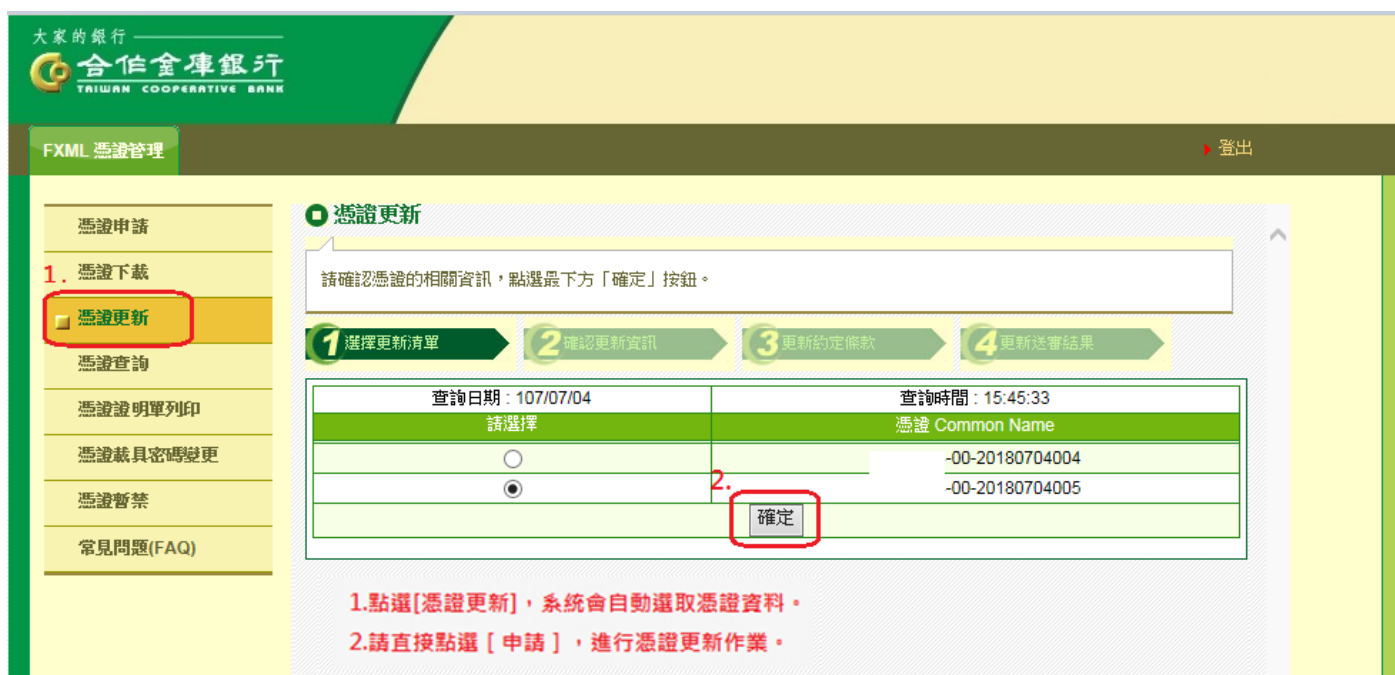 大家的銀行
合作金庫銀行
TAIWAN COOPERATIVE BANK
FXML 憑證管理
登出
憑證申請
1. 憑證下載
憑證更新
憑證查詢
憑證證明單列印
憑證載具密碼變更
憑證暫禁
常見問題(FAQ)
憑證更新
請確認憑證的相關資訊，點選最下方「確定」按鈕。
1 選擇更新清單 2 確認更新資訊 3 更新約定條款 4 更新送審結果
查詢日期 : 107/07/04 查詢時間 : 15:45:33
請選擇 憑證 Common Name
-00-20180704004
2. -00-20180704005
確定
1.點選[憑證更新]，系統會自動選取憑證資料。
2.請直接點選 [ 申請 ] ，進行憑證更新作業。